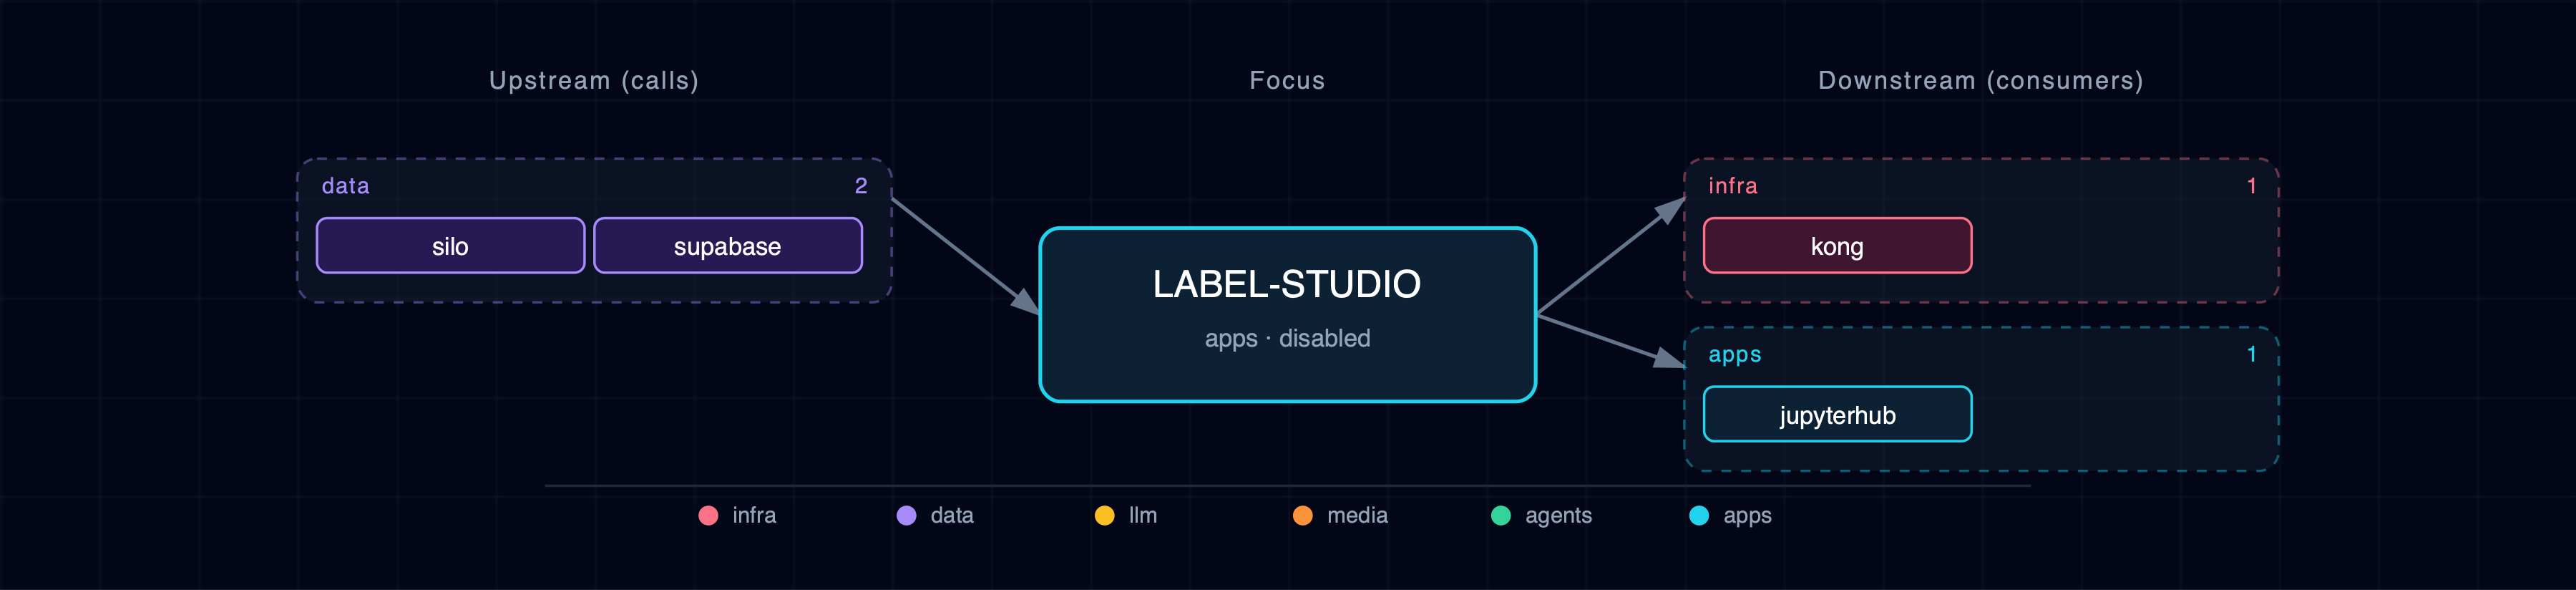 Upstream (calls)
Focus
Downstream (consumers)
data 2
silo
supabase
LABEL-STUDIO
apps · disabled
infra 1
kong
apps 1
jupyterhub
infra
data
llm
media
agents
apps